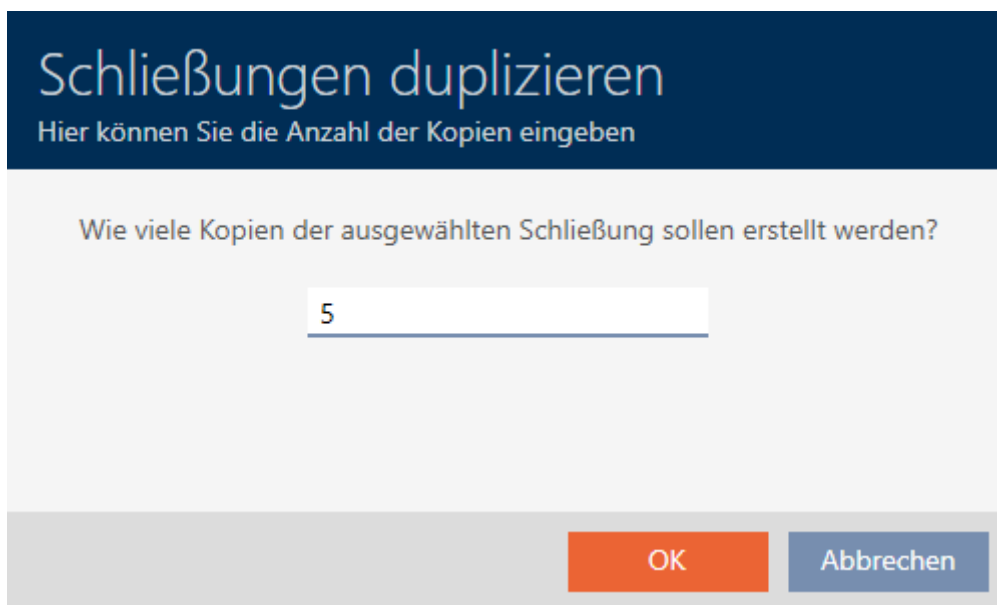 Schließungen duplizieren
Hier können Sie die Anzahl der Kopien eingeben
Wie viele Kopien der ausgewählten Schließung sollen erstellt werden?
5
OK
Abbrechen